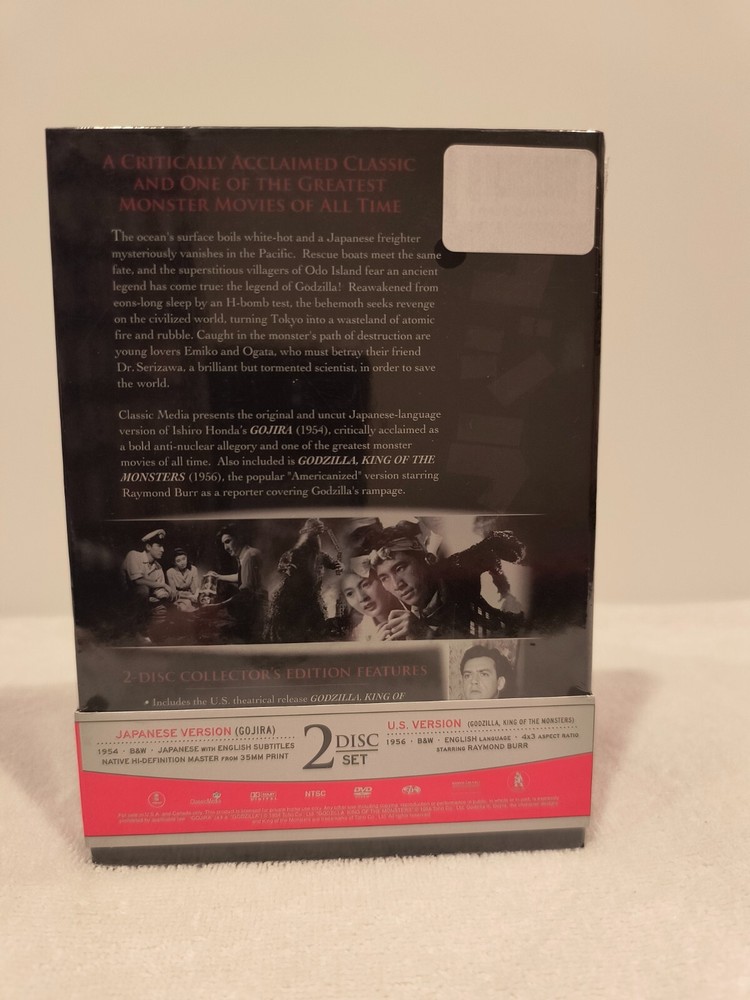 A CRITICALLY ACCLAIMED CLASSIC
AND ONE OF THE GREATEST
MONSTER MOVIES OF ALL TIME
The ocean's surface boils white-hot and a Japanese freighter
mysteriously vanishes in the Pacific. Rescue boats meet the same
fate, and the superstitious villagers of Odo Island fear an ancient
legend has come true: the legend of Godzilla! Reawakened from
eons-long sleep by an H-bomb test, the behemoth seeks revenge
on the civilized world, turning Tokyo into a wasteland of atomic
fire and rubble. Caught in the monster's path of destruction are
young lovers Emiko and Ogata, who must betray their friend
Dr. Serizawa, a brilliant but tormented scientist, in order to save
the world.
Classic Media presents the original and uncut Japanese-language
version of Ishiro Honda's GOJIRA (1954), critically acclaimed as
a bold anti-nuclear allegory and one of the greatest monster
movies of all time. Also included is GODZILLA, KING OF THE
MONSTERS (1956), the popular "Americanized" version starring
Raymond Burr as a reporter covering Godzilla's rampage.
2-DISC COLLECTOR'S EDITION FEATURES
• Includes the U.S. theatrical release GODZILLA, KING OF
JAPANESE VERSION (GOJIRA)
1954 · B&W · JAPANESE WITH ENGLISH SUBTITLES
NATIVE HI-DEFINITION MASTER FROM 35MM PRINT
2 DISC
SET
U.S. VERSION (GODZILLA, KING OF THE MONSTERS)
1956 · B&W · ENGLISH LANGUAGE · 4x3 ASPECT RATIO
STARRING RAYMOND BURR
NTSC
DVD